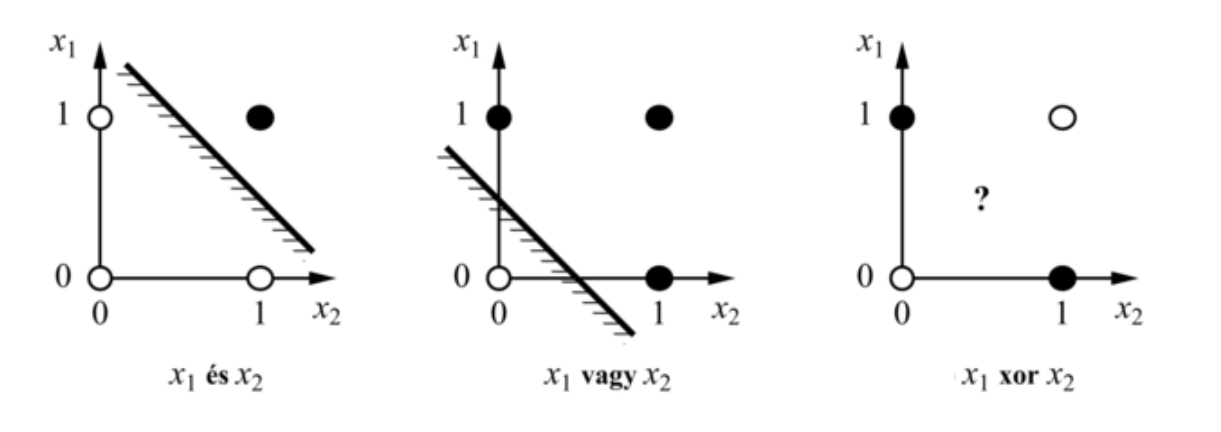 x₁
1
0
0 1 x₂
x₁ és x₂
x₁
1
0
0 1 x₂
x₁ vagy x₂
x₁
1
?
0
0 1 x₂
x₁ xor x₂